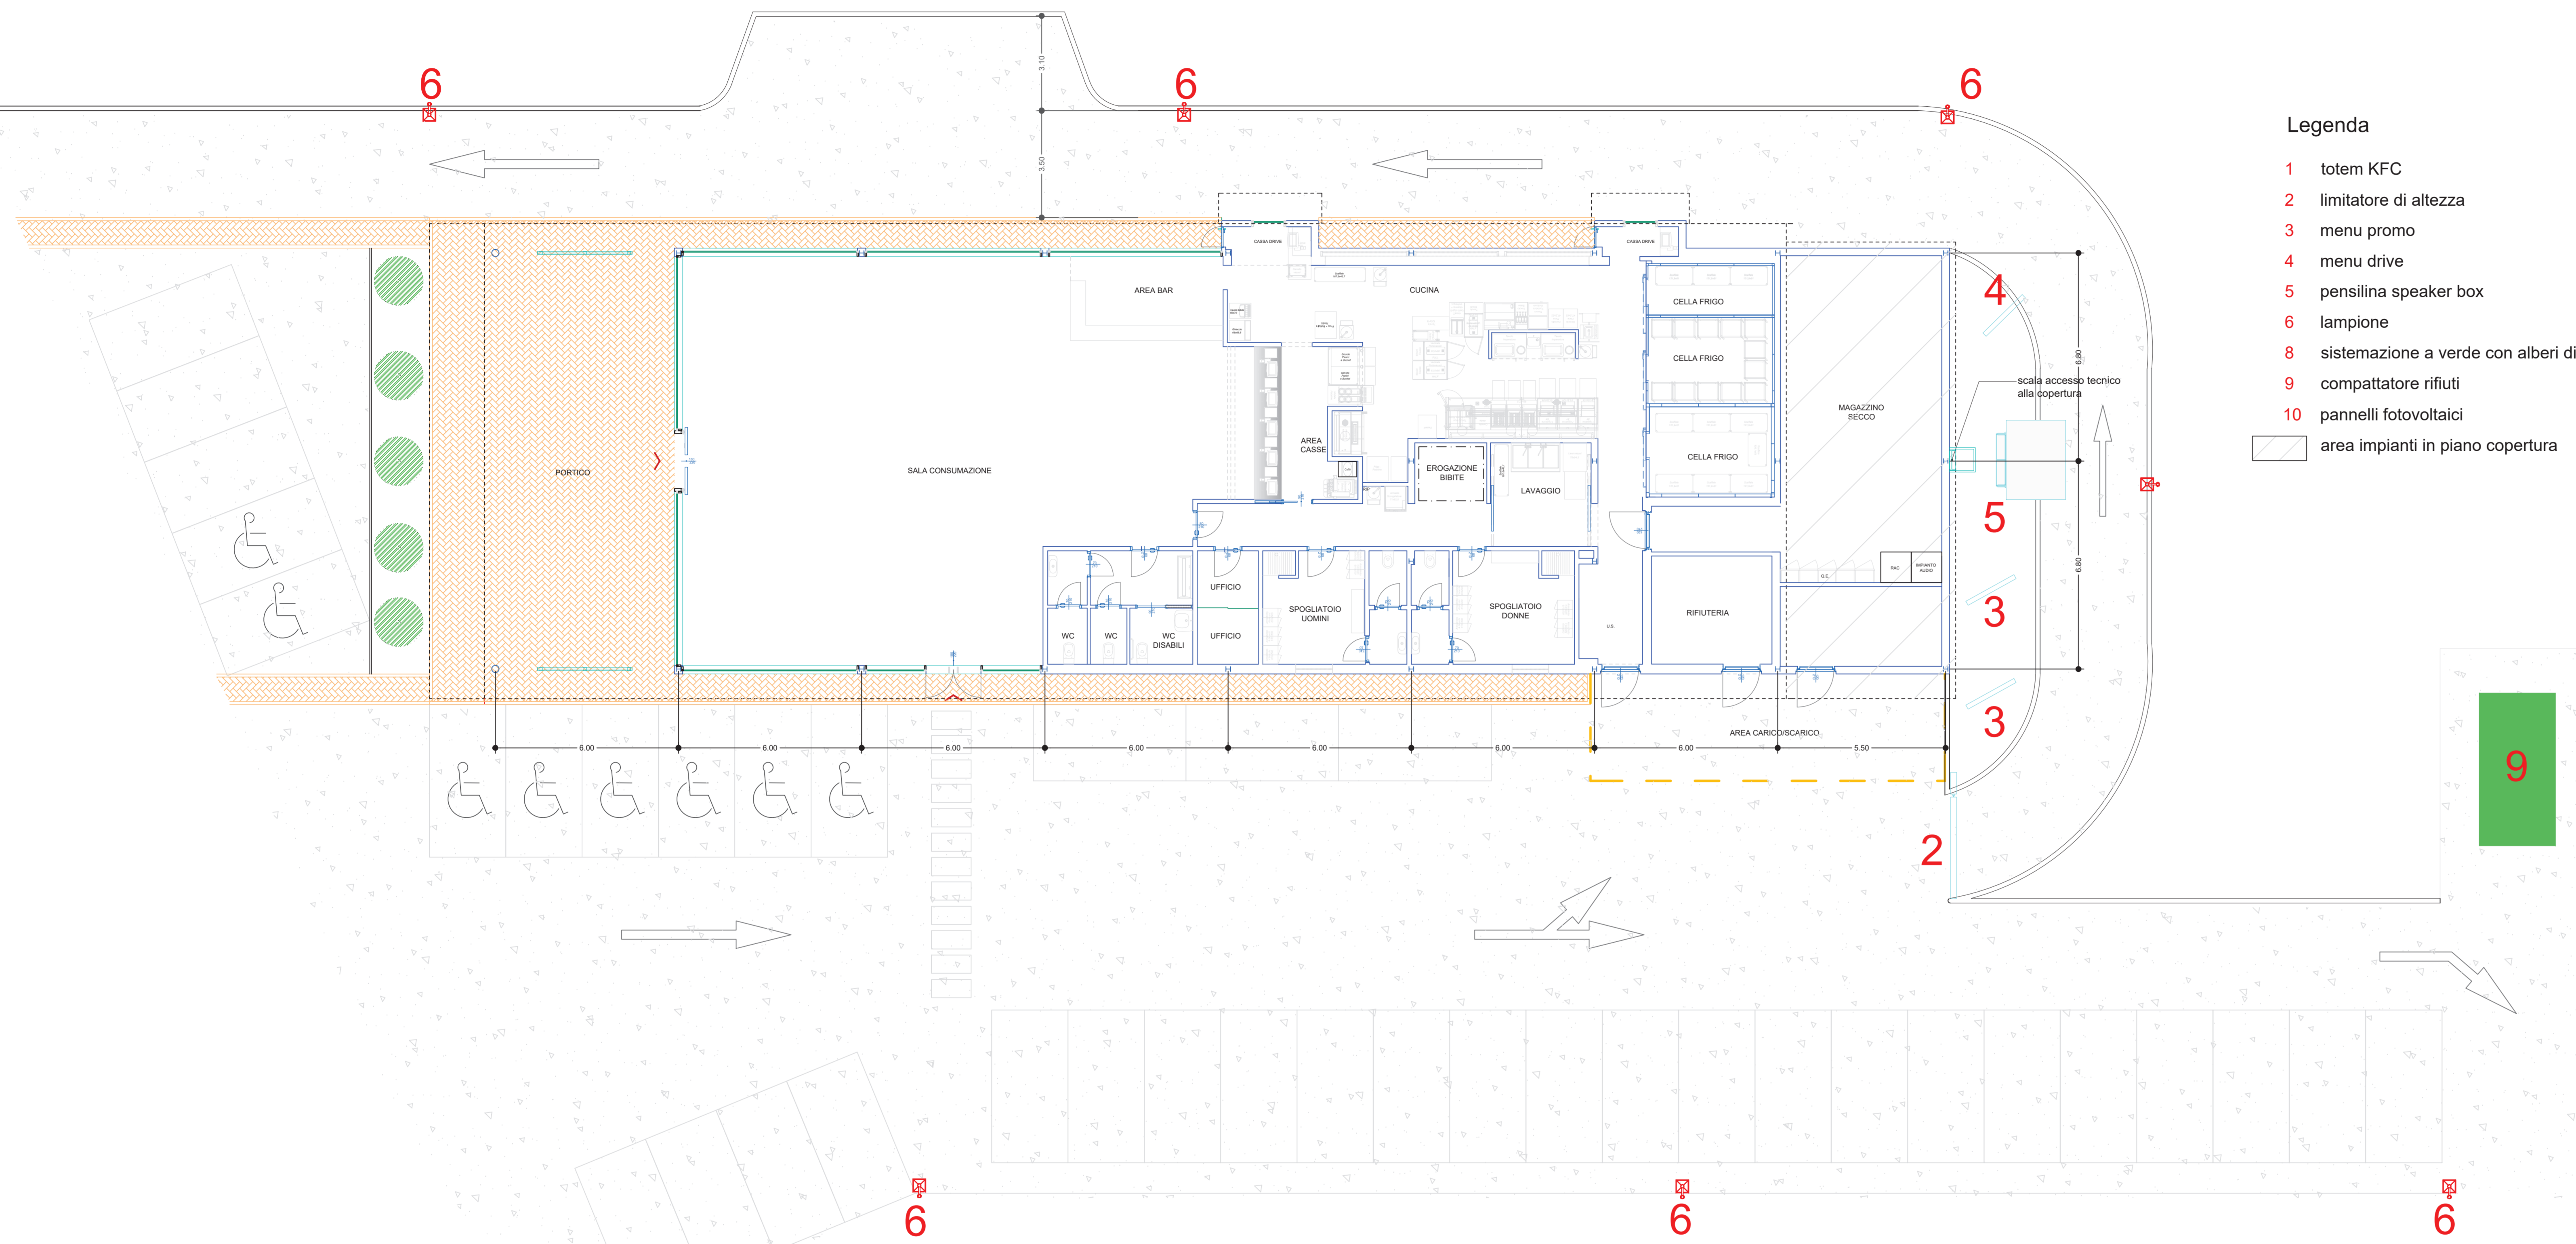 6
6
6
3.10
3.50
Legenda
1 totem KFC
2 limitatore di altezza
3 menu promo
4 menu drive
5 pensilina speaker box
6 lampione
8 sistemazione a verde con alberi di
9 compattatore rifiuti
10 pannelli fotovoltaici
area impianti in piano copertura
CASSA DRIVE
CASSA DRIVE
AREA BAR
CUCINA
CELLA FRIGO
CELLA FRIGO
CELLA FRIGO
MAGAZZINO
SECCO
4
6.80
scala accesso tecnico
alla copertura
PORTICO
SALA CONSUMAZIONE
AREA
CASSE
EROGAZIONE
BIBITE
LAVAGGIO
5
6.80
RAC
IMPIANTO
AUDIO
U.E.
UFFICIO
UFFICIO
SPOGLIATOIO
UOMINI
SPOGLIATOIO
DONNE
U.S.
RIFIUTERIA
3
WC
WC
WC
DISABILI
3
AREA CARICO/SCARICO
6.00
6.00
6.00
6.00
6.00
6.00
6.00
5.50
9
2
6
6
6